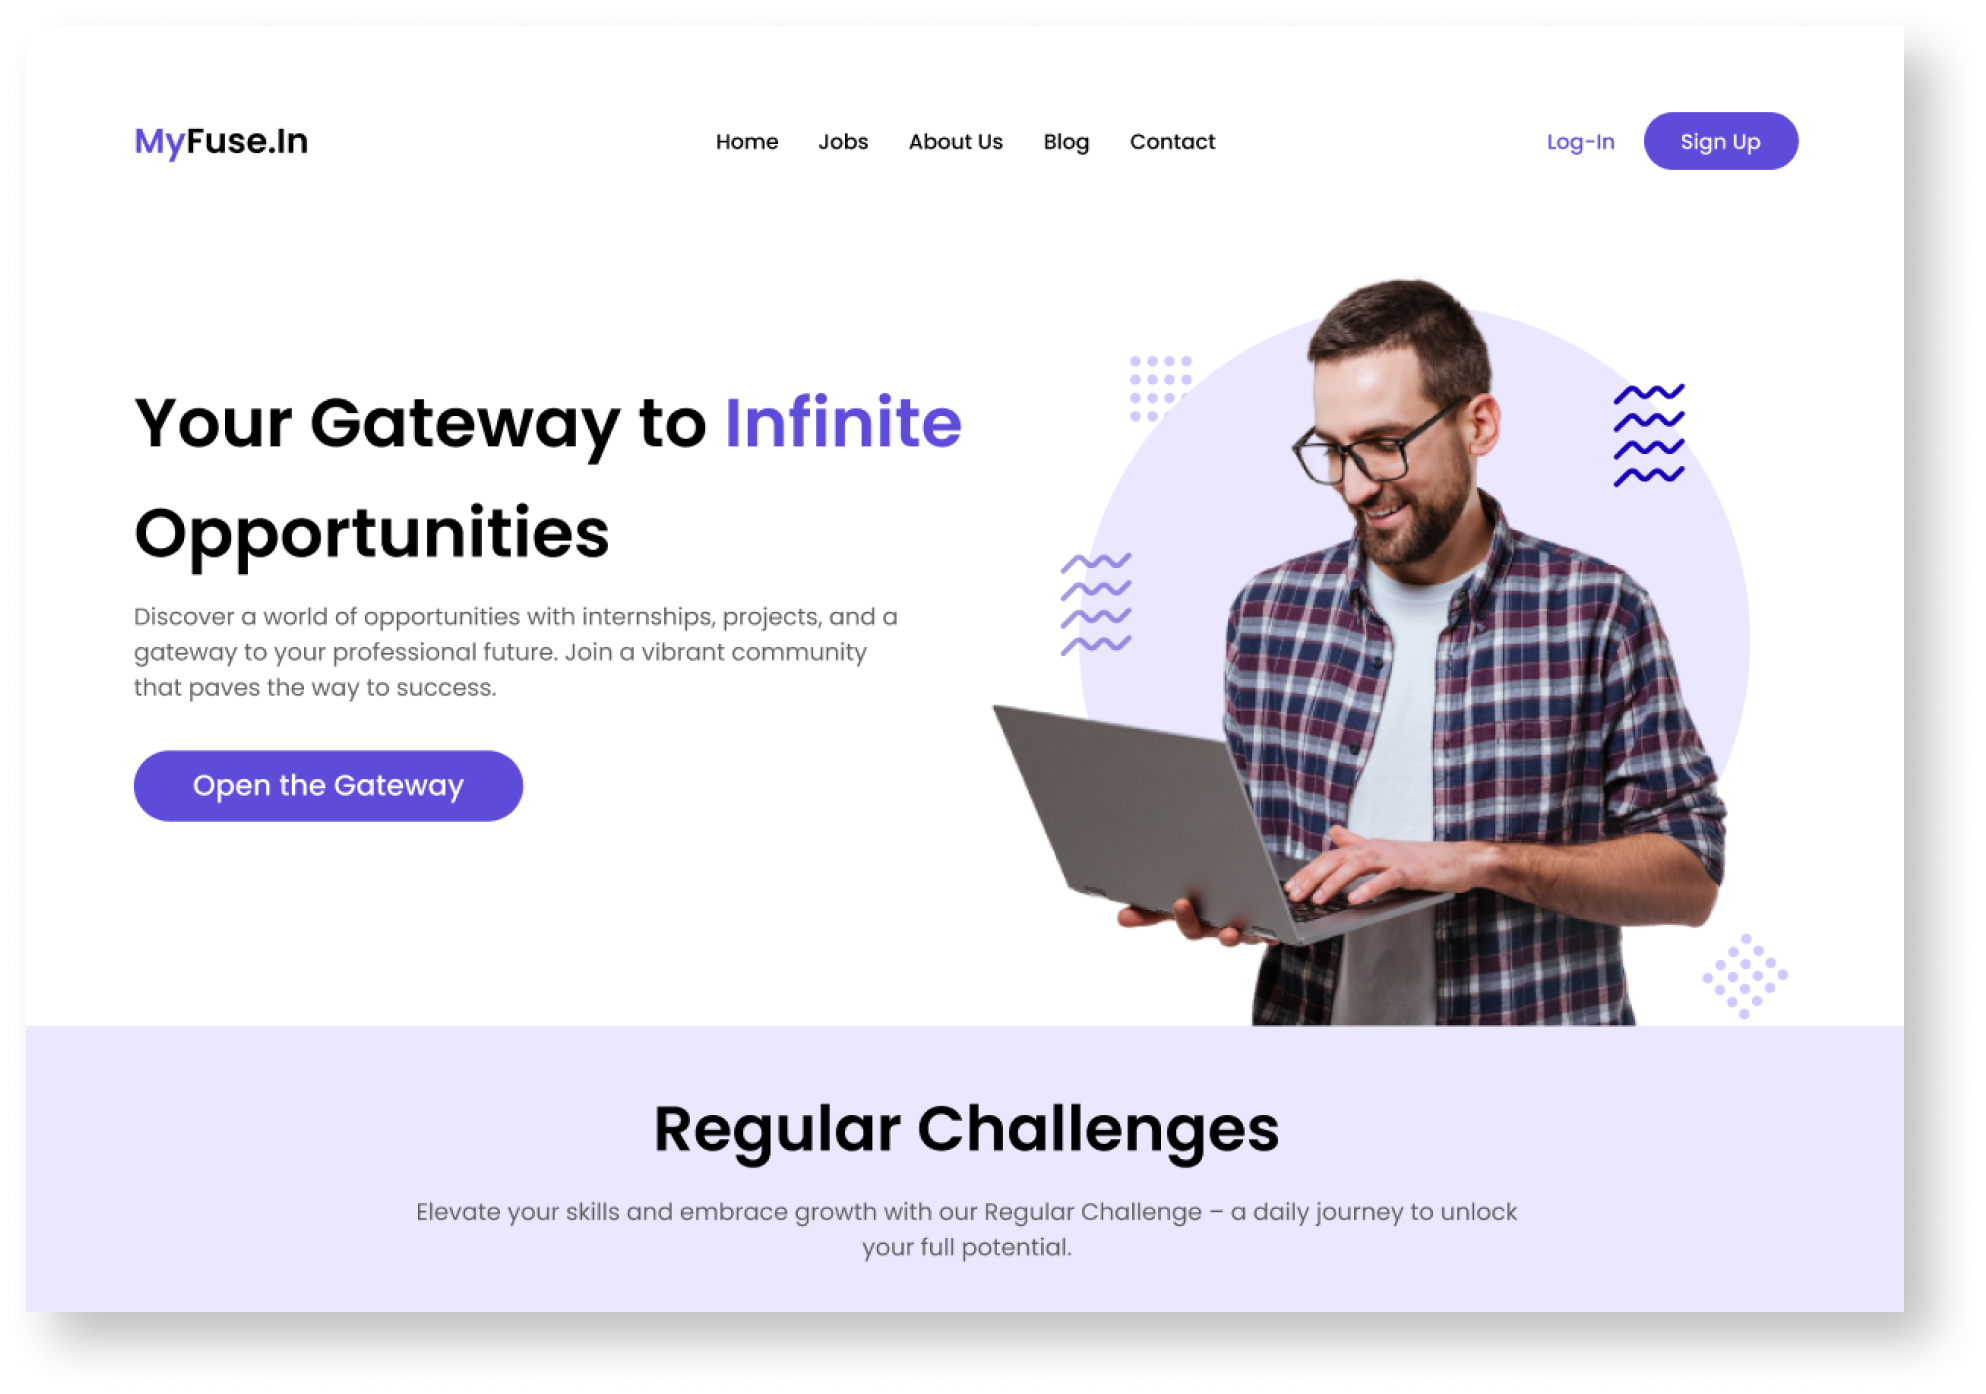 MyFuse.In
Home Jobs About Us Blog Contact
Log-In Sign Up
Your Gateway to Infinite
Opportunities
Discover a world of opportunities with internships, projects, and a
gateway to your professional future. Join a vibrant community
that paves the way to success.
Open the Gateway
Regular Challenges
Elevate your skills and embrace growth with our Regular Challenge – a daily journey to unlock
your full potential.